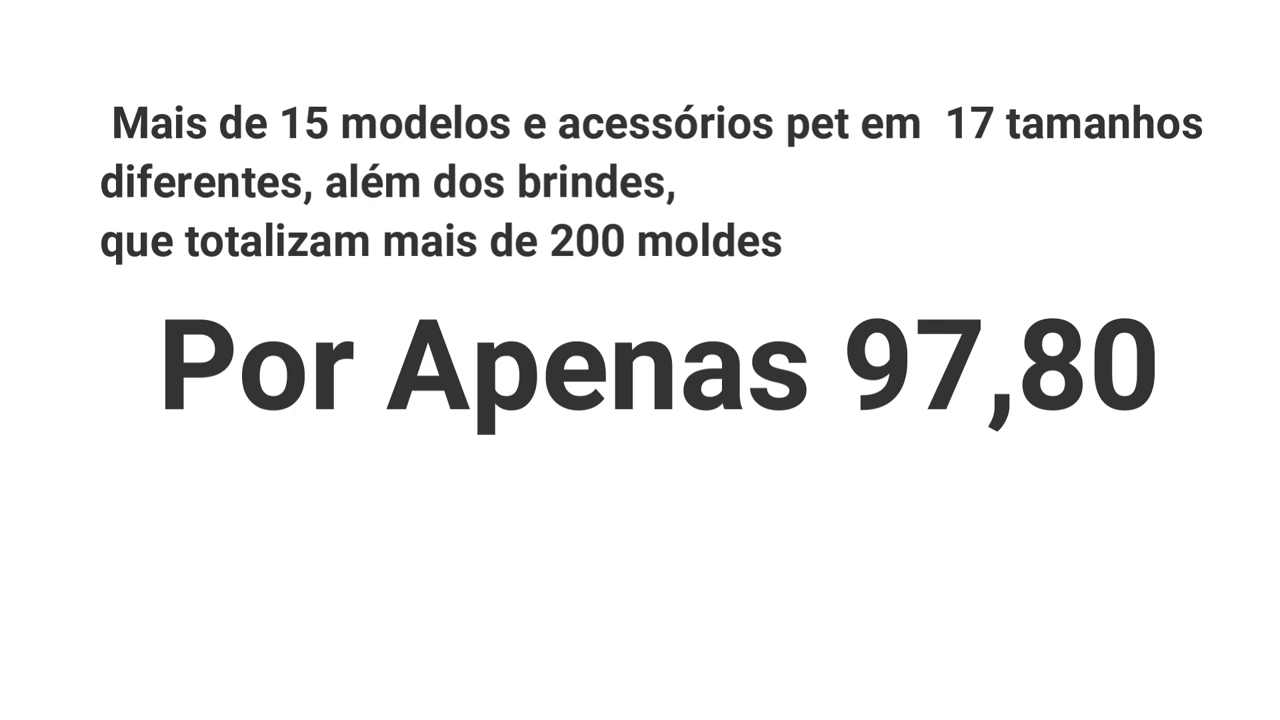 Mais de 15 modelos e acessórios pet em 17 tamanhos
diferentes, além dos brindes,
que totalizam mais de 200 moldes
Por Apenas 97,80